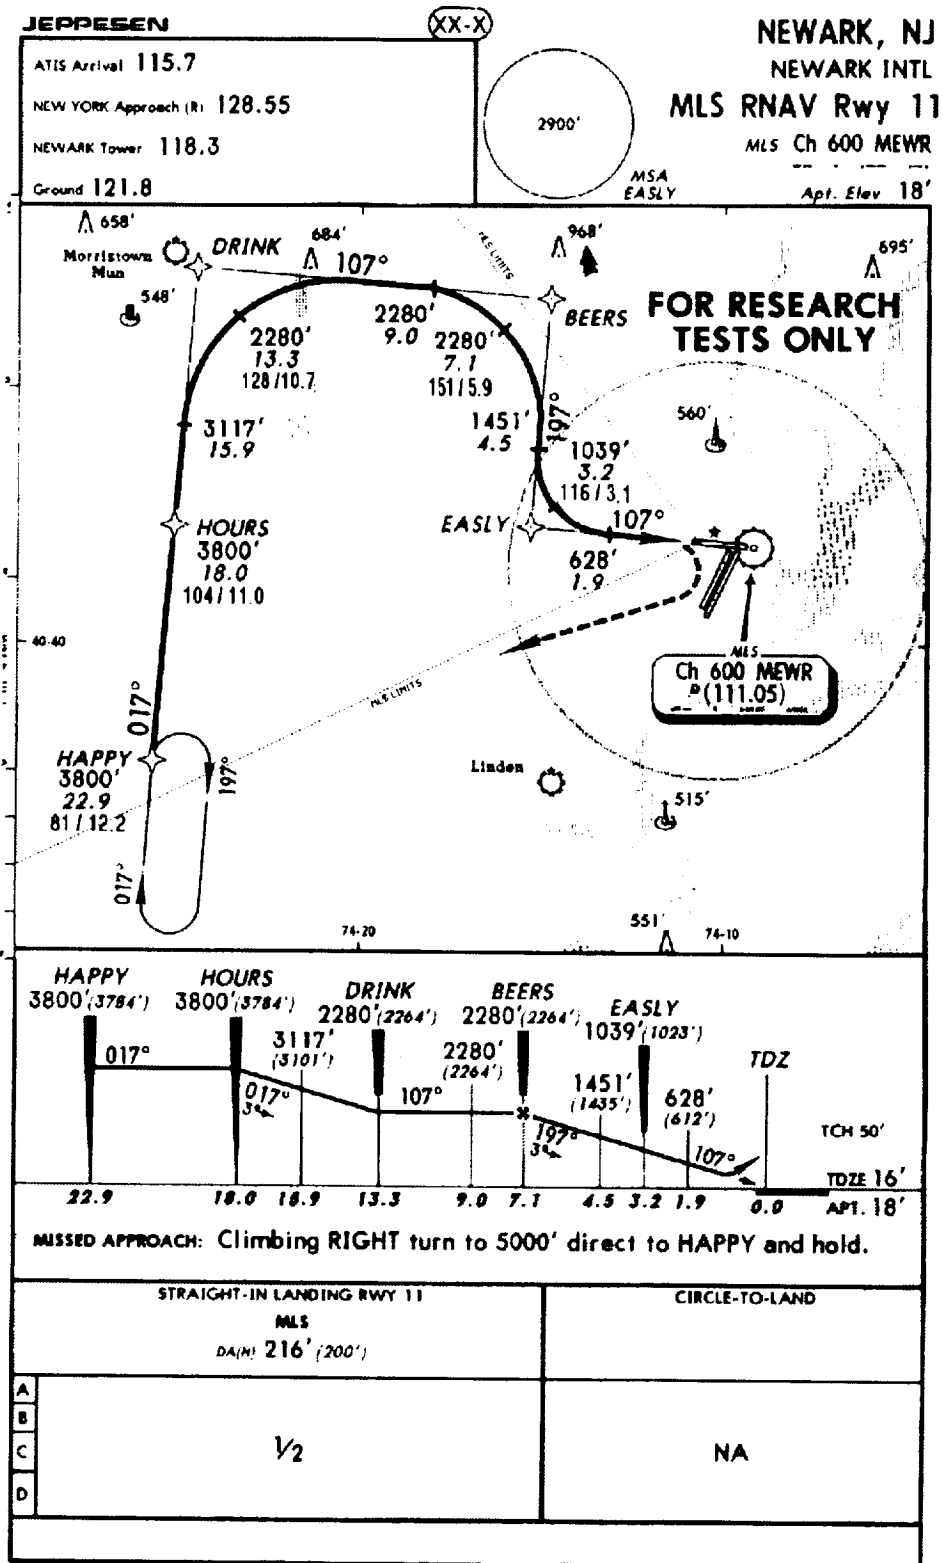 JEPPESEN
XX-X
NEWARK, NJ
NEWARK INTL
MLS RNAV Rwy 11
MLS Ch 600 MEWR
Apt. Elev 18'
ATIS Arrival 115.7
NEW YORK Approach (R) 128.55
NEWARK Tower 118.3
Ground 121.8
2900'
MSA
EASLY
658'
Morristown
Mun
DRINK
684'
107°
MLS LIMITS
968'
695'
548'
BEERS
FOR RESEARCH
TESTS ONLY
2280'
13.3
128/10.7
2280'
9.0
2280'
7.1
151/5.9
3117'
15.9
1451'
4.5
197°
560'
1039'
3.2
116/3.1
HOURS
3800'
18.0
104/11.0
EASLY
107°
628'
1.9
40-40
MLS
Ch 600 MEWR
(111.05)
MLS LIMITS
017°
HAPPY
3800'
22.9
81/12.2
197°
017°
Linden
515'
551'
74-20
74-10
HAPPY
3800'(3784')
HOURS
3800'(3784')
DRINK
2280'(2264')
BEERS
2280'(2264')
EASLY
1039'(1023')
3117'
(3101')
2280'
(2264')
1451'
(1435')
628'
(612')
TDZ
017°
017°
3°
107°
197°
3°
107°
TCH 50'
TDZE 16'
APT. 18'
22.9 18.0 18.9 13.3 9.0 7.1 4.5 3.2 1.9 0.0
MISSED APPROACH: Climbing RIGHT turn to 5000' direct to HAPPY and hold.
STRAIGHT-IN LANDING RWY 11
MLS
DA(H) 216' (200')
CIRCLE-TO-LAND
A
B
C
D
1/2
NA